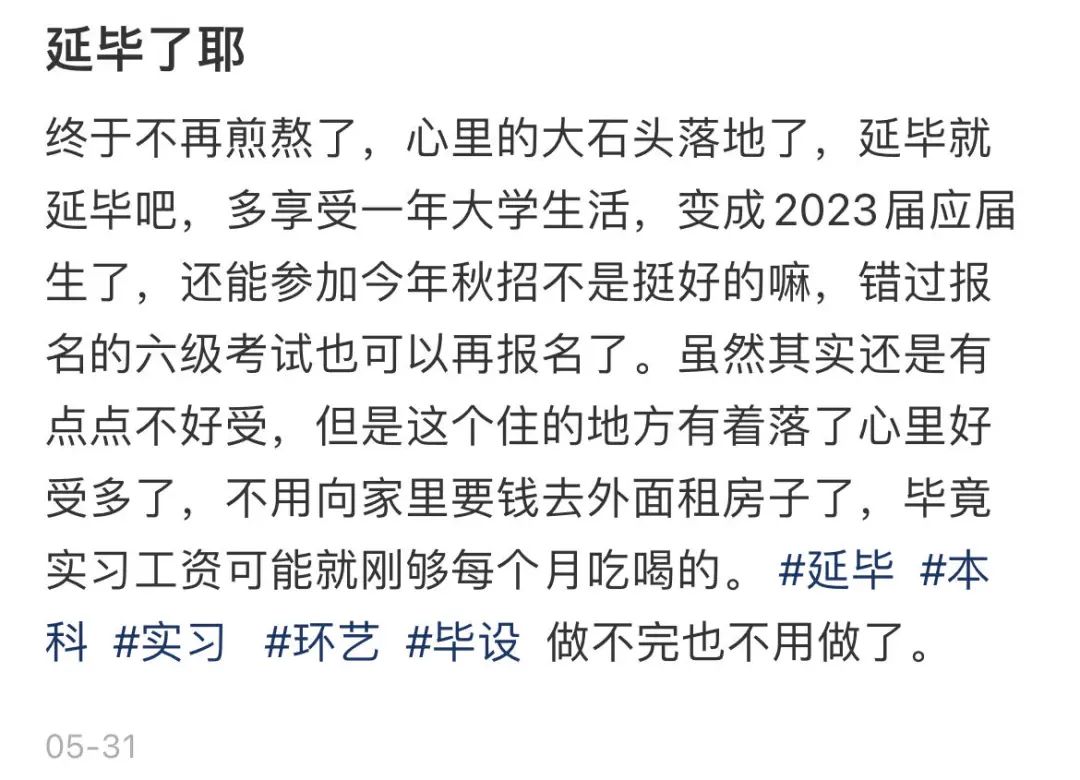 延毕了耶
终于不再煎熬了，心里的大石头落地了，延毕就
延毕吧，多享受一年大学生活，变成2023届应届
生了，还能参加今年秋招不是挺好的嘛，错过报
名的六级考试也可以再报名了。虽然其实还是有
点点不好受，但是这个住的地方有着落了心里好
受多了，不用向家里要钱去外面租房子了，毕竟
实习工资可能就刚够每个月吃喝的。 #延毕 #本
科 #实习 #环艺 #毕设 做不完也不用做了。
05-31